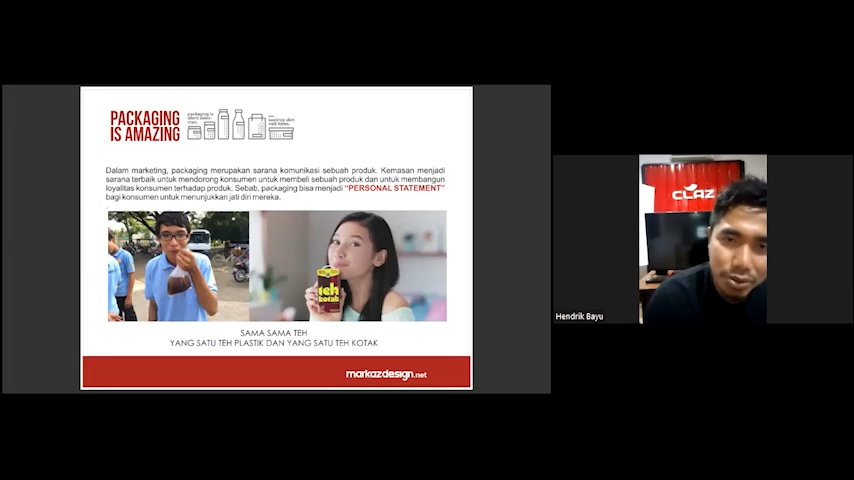 PACKAGING
IS AMAZING
Dalam marketing, packaging merupakan sarana komunikasi sebuah produk. Kemasan menjadi
sarana terbaik untuk mendorong konsumen untuk membeli sebuah produk dan untuk membangun
loyalitas konsumen terhadap produk. Sebab, packaging bisa menjadi “PERSONAL STATEMENT”
bagi konsumen untuk menunjukkan jati diri mereka.
teh
kotak
SAMA SAMA TEH
YANG SATU TEH PLASTIK DAN YANG SATU TEH KOTAK
markazdesign.net
CLAZ
Hendrik Bayu